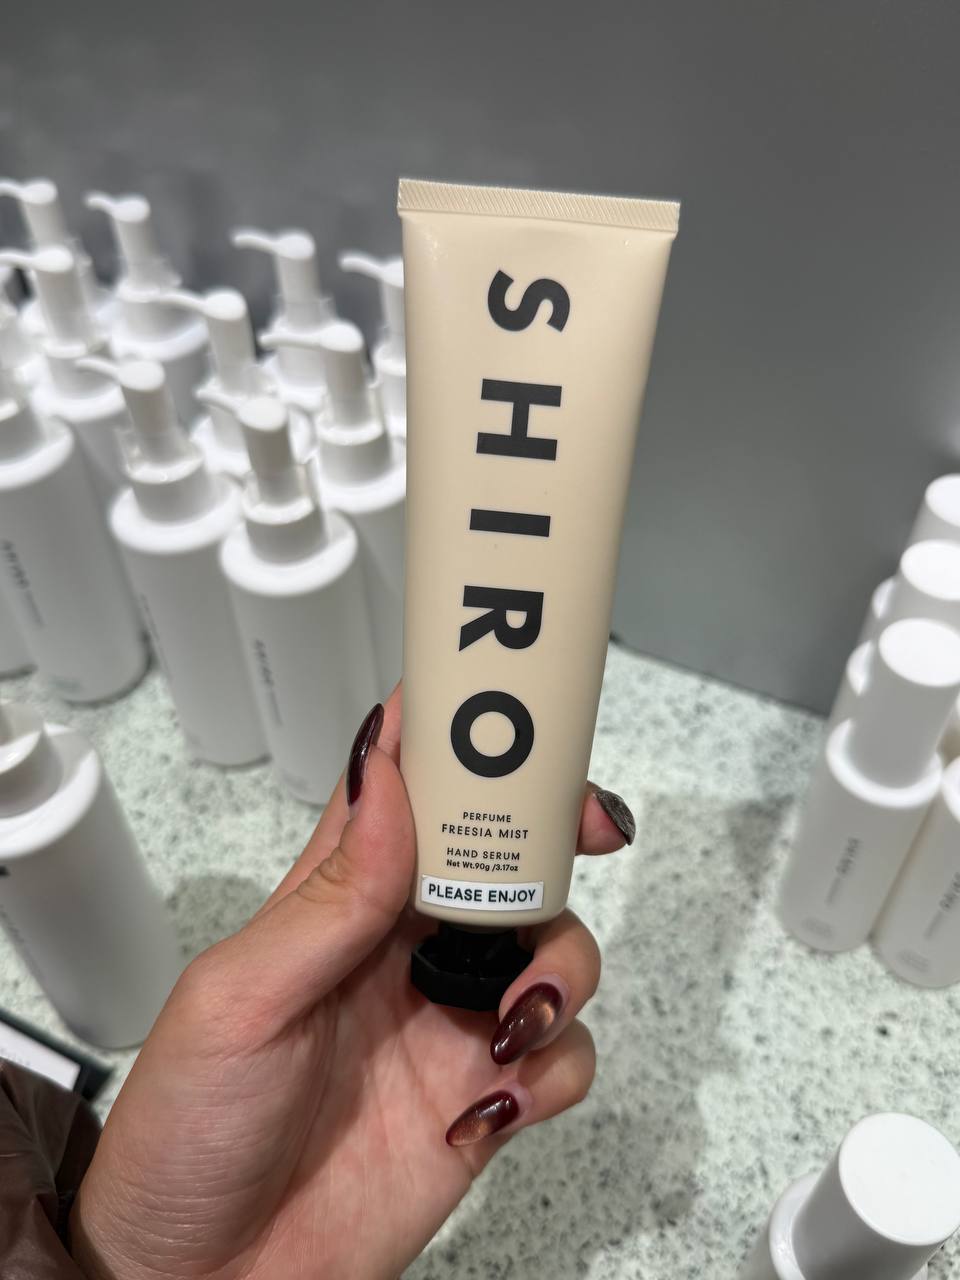 SHIRO
PERFUME
FREESIA MIST
HAND SERUM
Net Wt.90g /3.17oz
PLEASE ENJOY